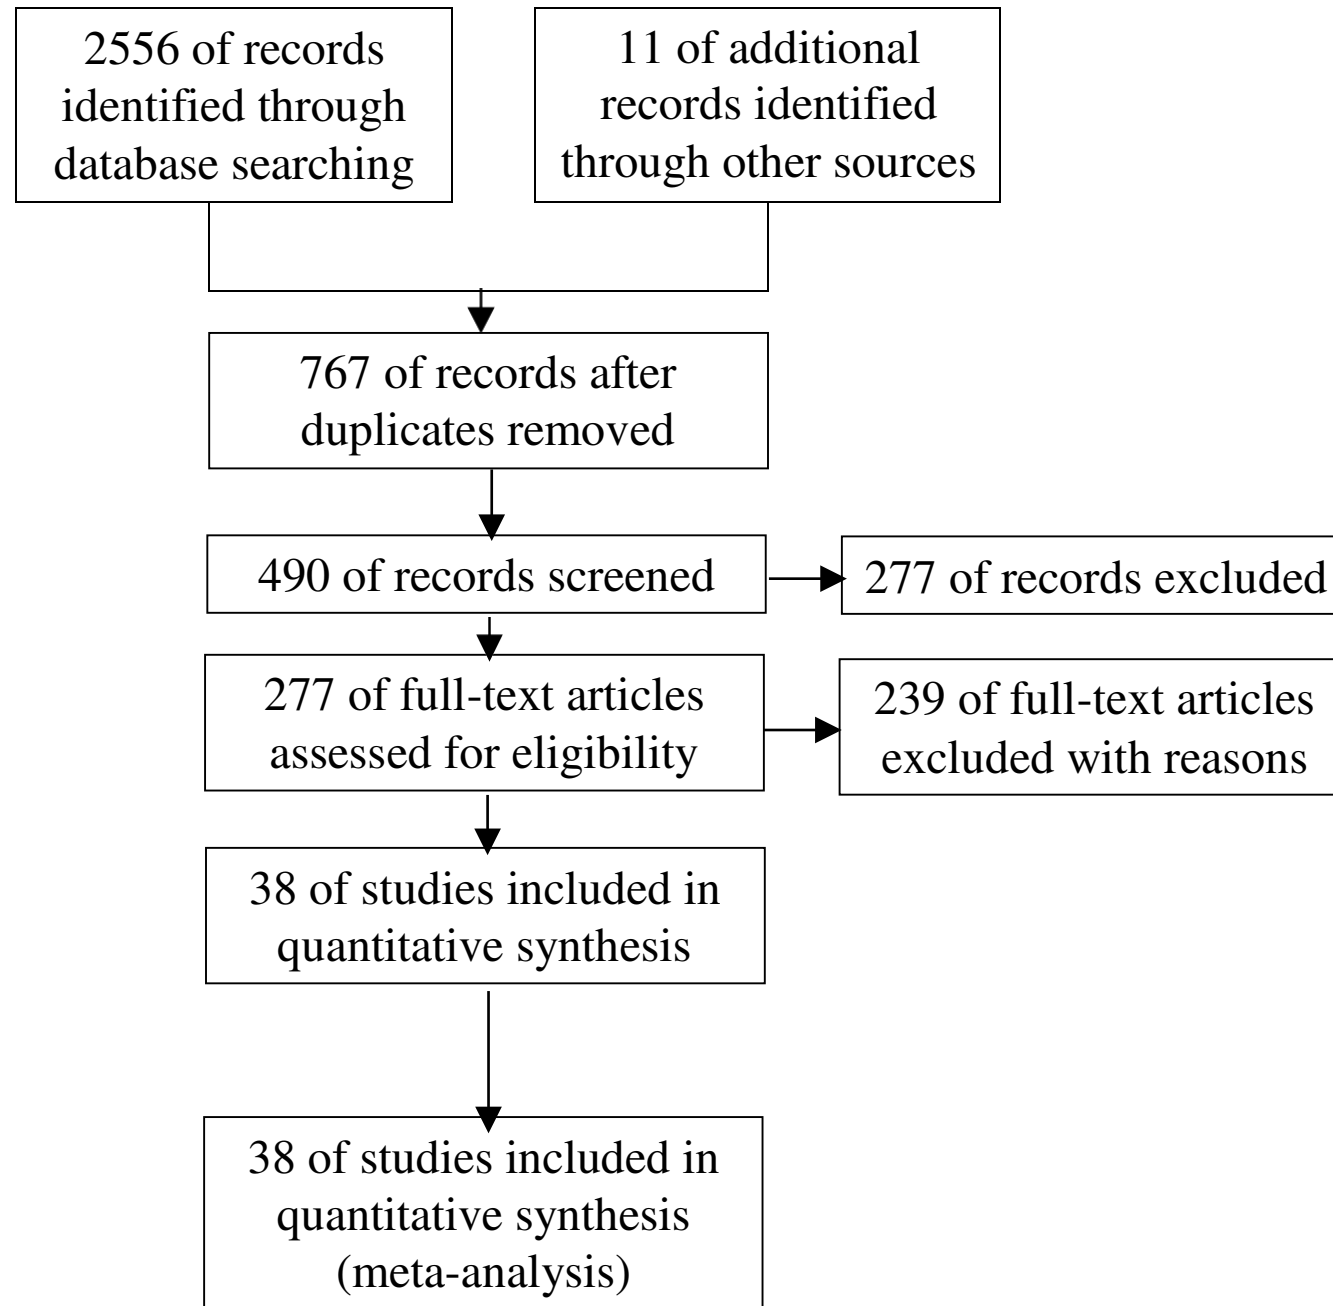 2556 of records
identified through
database searching
11 of additional
records identified
through other sources
767 of records after
duplicates removed
490 of records screened
277 of records excluded
277 of full-text articles
assessed for eligibility
239 of full-text articles
excluded with reasons
38 of studies included in
quantitative synthesis
38 of studies included in
quantitative synthesis
(meta-analysis)